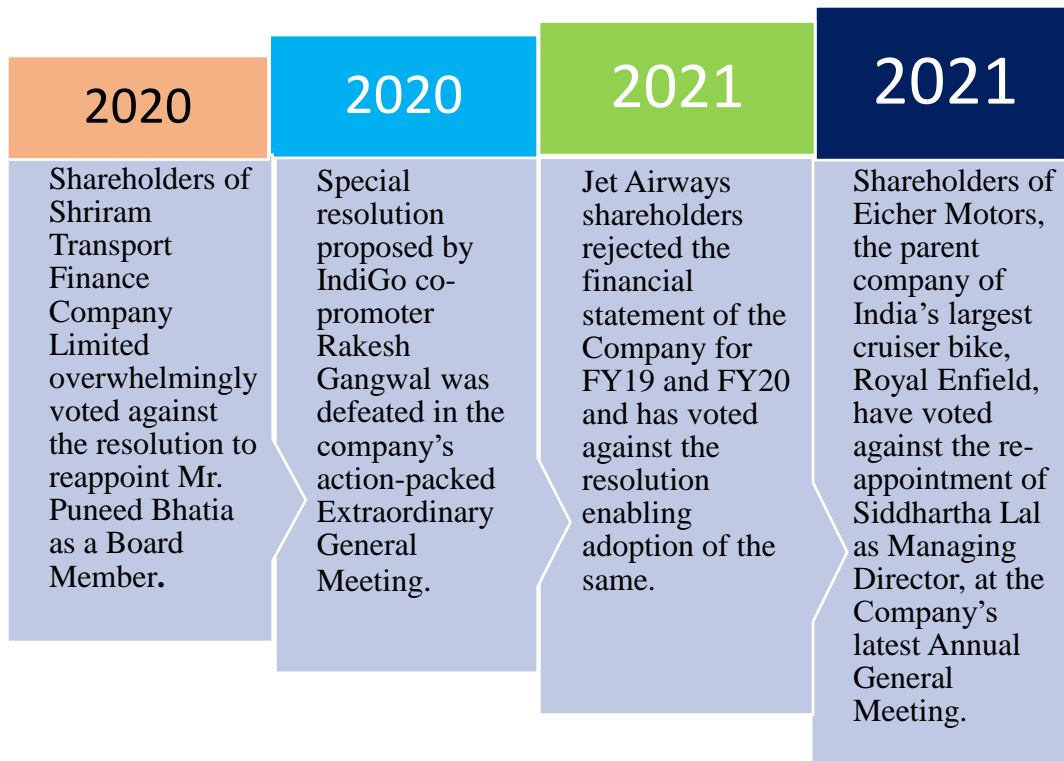 2020
Shareholders of
Shriram
Transport
Finance
Company
Limited
overwhelmingly
voted against
the resolution to
reappoint Mr.
Puneed Bhatia
as a Board
Member.
2020
Special
resolution
proposed by
IndiGo co-
promoter
Rakesh
Gangwal was
defeated in the
company’s
action-packed
Extraordinary
General
Meeting.
2021
Jet Airways
shareholders
rejected the
financial
statement of the
Company for
FY19 and FY20
and has voted
against the
resolution
enabling
adoption of the
same.
2021
Shareholders of
Eicher Motors,
the parent
company of
India’s largest
cruiser bike,
Royal Enfield,
have voted
against the re-
appointment of
Siddhartha Lal
as Managing
Director, at the
Company’s
latest Annual
General
Meeting.